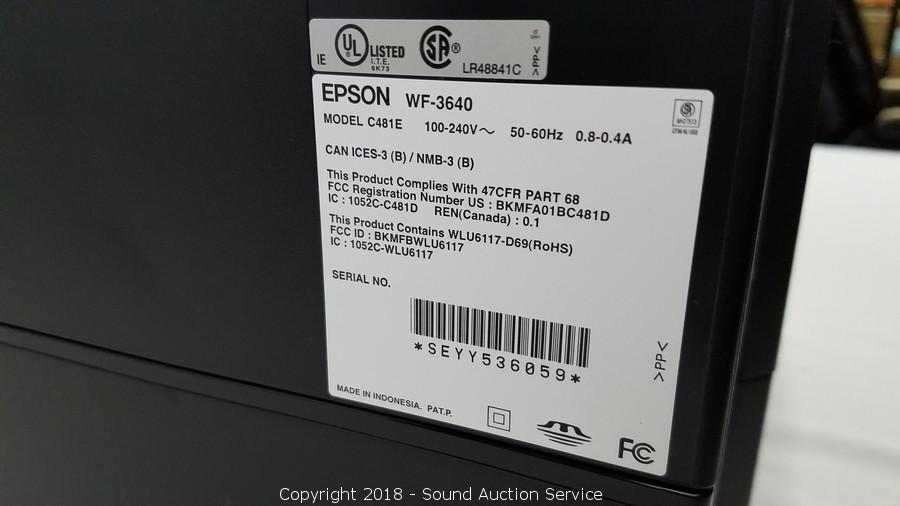 IE UL LISTED
I.T.E.
6K73
SA ®
LR48841C
>PP<
EPSON WF-3640
MODEL C481E 100-240V～ 50-60Hz 0.8-0.4A
CAN ICES-3 (B) / NMB-3 (B)
This Product Complies With 47CFR PART 68
FCC Registration Number US : BKMFA01BC481D
IC : 1052C-C481D REN(Canada) : 0.1
This Product Contains WLU6117-D69(RoHS)
FCC ID : BKMFBWLU6117
IC : 1052C-WLU6117
SERIAL NO.
*SEYY536059*
>PP<
MADE IN INDONESIA. PAT.P.
FC
Copyright 2018 - Sound Auction Service